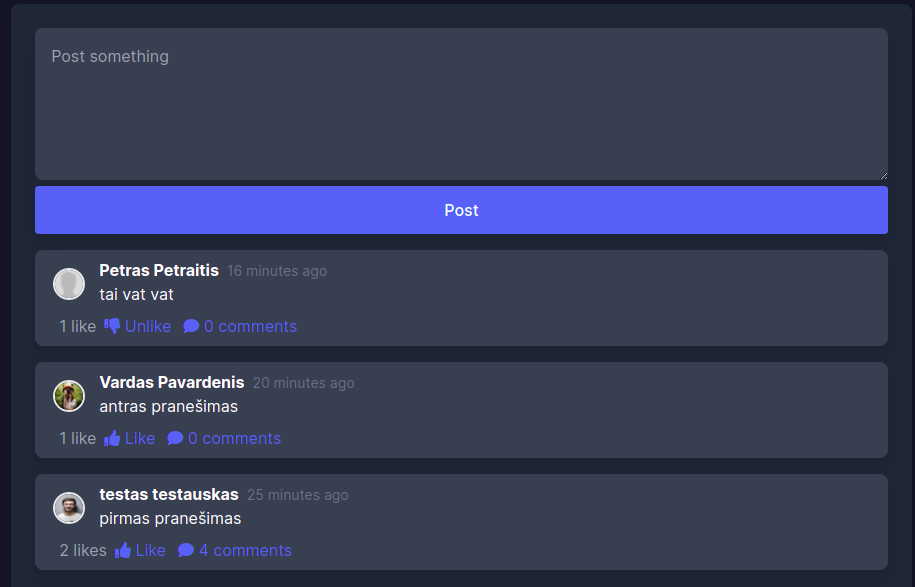 Post something
Post
Petras Petraitis 16 minutes ago
tai vat vat
1 like Unlike 0 comments
Vardas Pavardenis 20 minutes ago
antras pranešimas
1 like Like 0 comments
testas testauskas 25 minutes ago
pirmas pranešimas
2 likes Like 4 comments